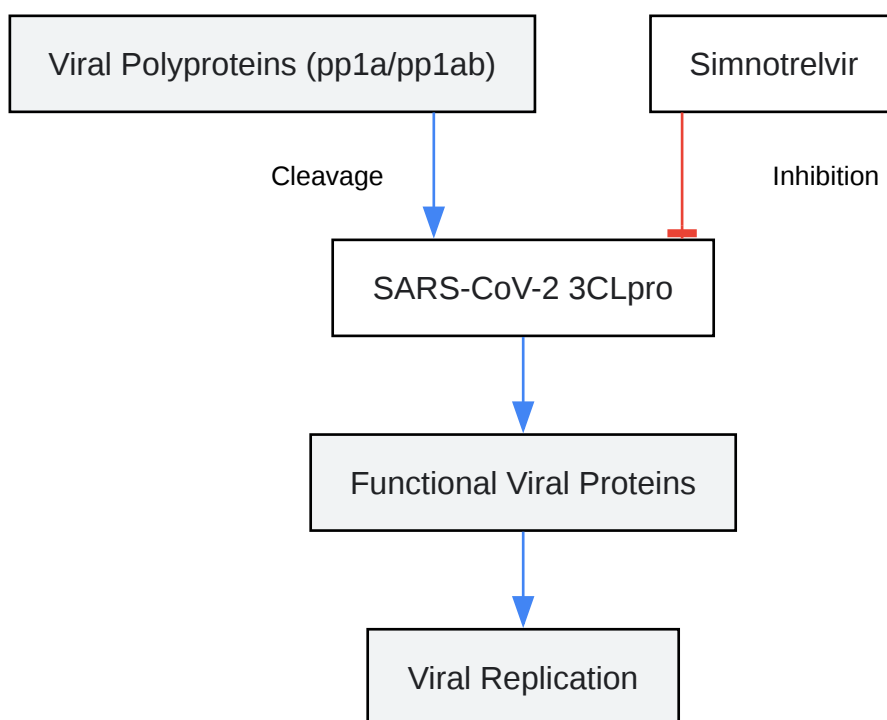 Viral Polyproteins (pp1a/pp1ab)
Simnotrelvir
Cleavage
Inhibition
SARS-CoV-2 3CLpro
Functional Viral Proteins
Viral Replication